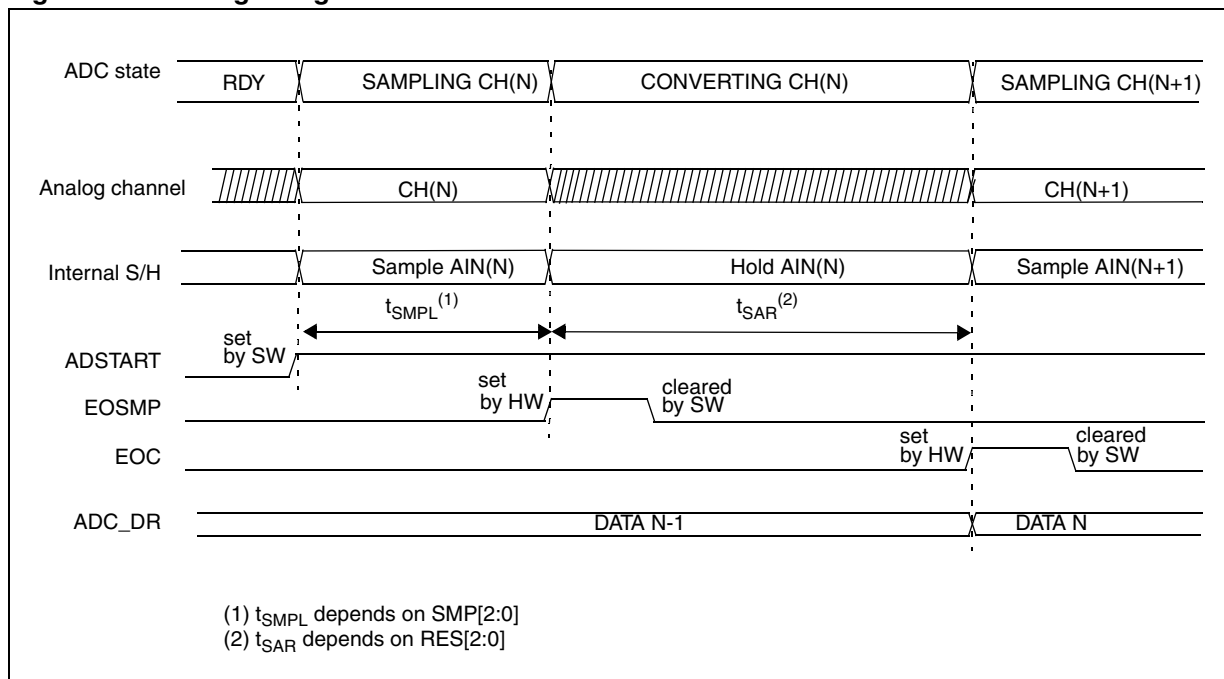 ADC state RDY SAMPLING CH(N) CONVERTING CH(N) SAMPLING CH(N+1)
Analog channel CH(N) CH(N+1)
Internal S/H Sample AIN(N) Hold AIN(N) Sample AIN(N+1)
tSMPL(1) tSAR(2)
set
by SW
ADSTART
set
by HW
cleared
by SW
EOSMP
set
by HW
cleared
by SW
EOC
ADC_DR DATA N-1 DATA N
(1) tSMPL depends on SMP[2:0]
(2) tSAR depends on RES[2:0]